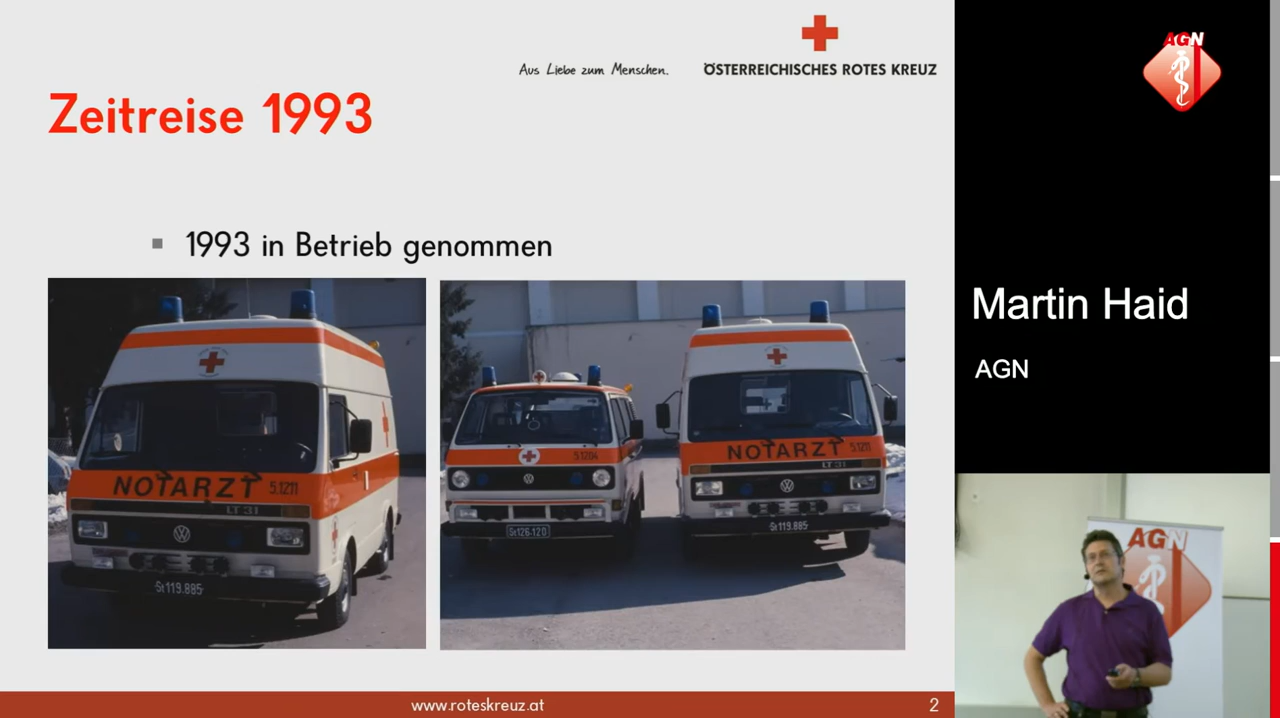 Aus Liebe zum Menschen.
ÖSTERREICHISCHES ROTES KREUZ
Zeitreise 1993
▪ 1993 in Betrieb genommen
NOTARZT 5.1211
LT 31
St 119.885
5.1204
St 126.120
NOTARZT 5.1211
LT 31
St 119.885
www.roteskreuz.at
2
AGN
Martin Haid
AGN
AGN